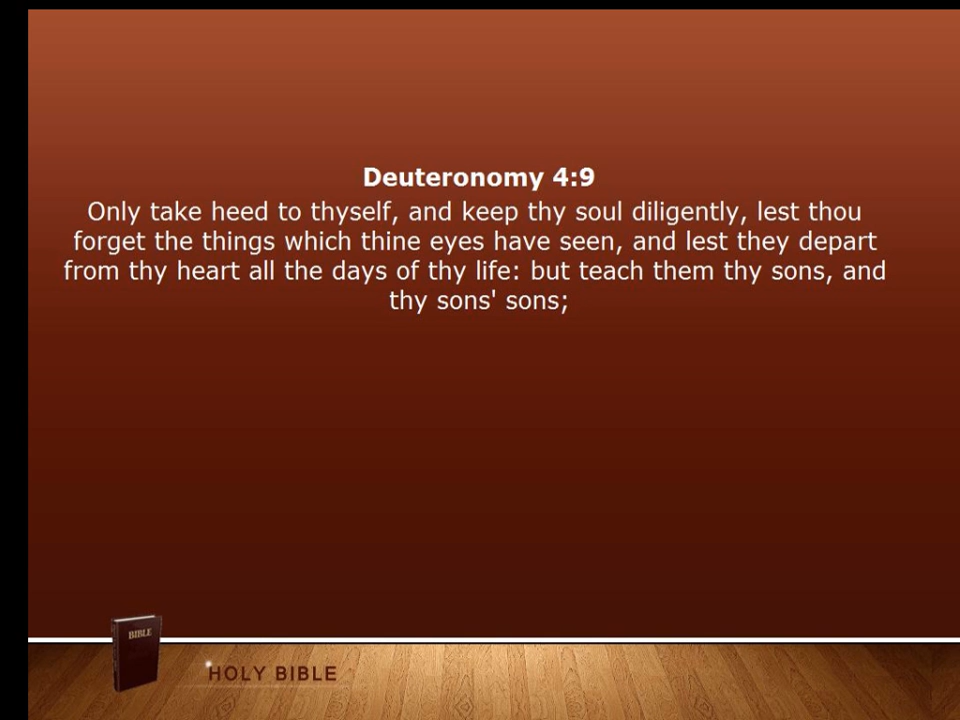 Deuteronomy 4:9
Only take heed to thyself, and keep thy soul diligently, lest thou
forget the things which thine eyes have seen, and lest they depart
from thy heart all the days of thy life: but teach them thy sons, and
thy sons' sons;
BIBLE
HOLY BIBLE